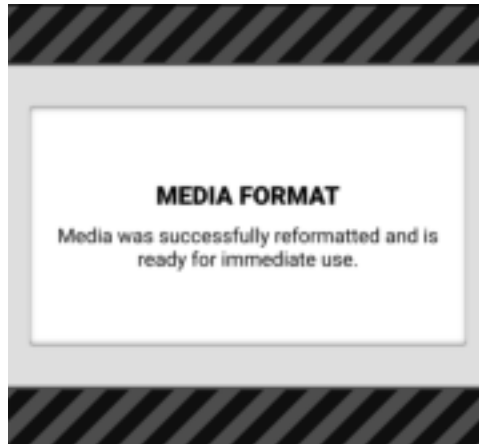 MEDIA FORMAT
Media was successfully reformatted and is
ready for immediate use.